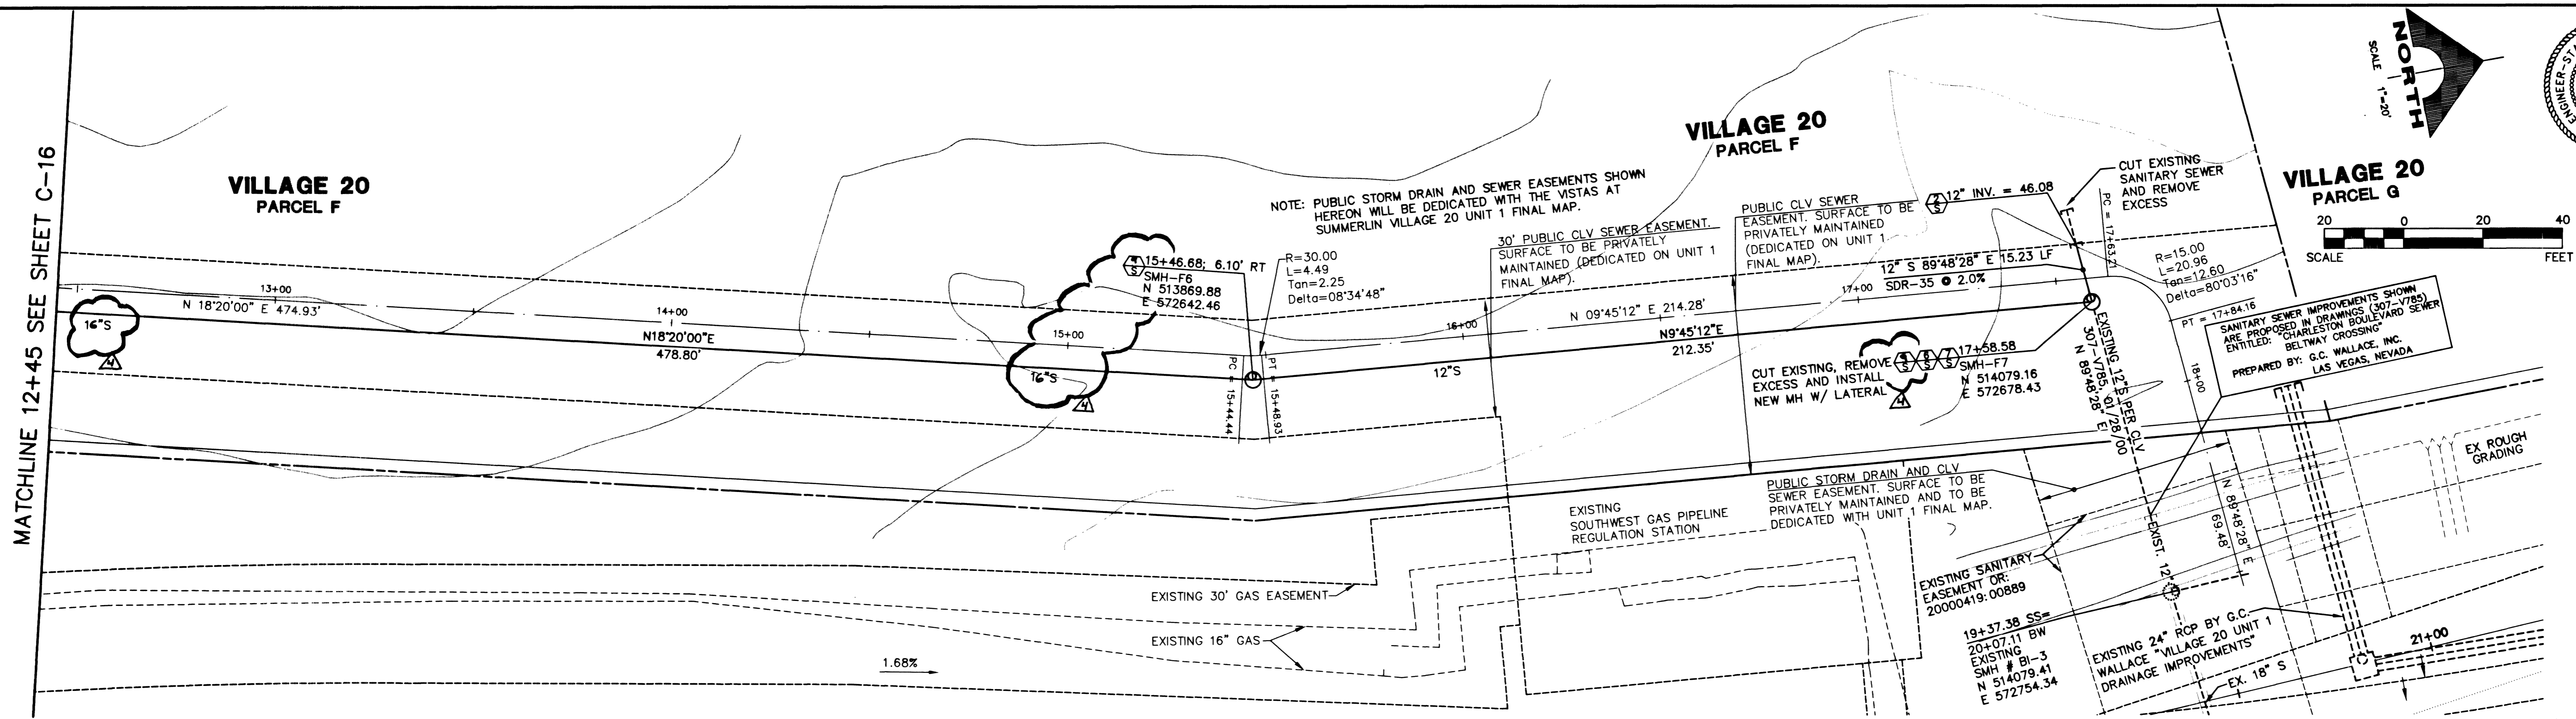 MATCHLINE 12+45 SEE SHEET C-16
VILLAGE 20
PARCEL F
16"S
4
13+00
N 18°20'00" E 474.93'
14+00
N18°20'00"E
478.80'
15+00
16"S
4
4
S
15+46.68; 6.10' RT
SMH-F6
N 513869.88
E 572642.46
R=30.00
L=4.49
Tan=2.25
Delta=08°34'48"
PC = 15+44.44
PT = 15+48.93
NOTE: PUBLIC STORM DRAIN AND SEWER EASEMENTS SHOWN
HEREON WILL BE DEDICATED WITH THE VISTAS AT
SUMMERLIN VILLAGE 20 UNIT 1 FINAL MAP.
30' PUBLIC CLV SEWER EASEMENT.
SURFACE TO BE PRIVATELY
MAINTAINED (DEDICATED ON UNIT 1
FINAL MAP).
16+00
12"S
N 09°45'12" E 214.28'
N9°45'12"E
212.35'
VILLAGE 20
PARCEL F
PUBLIC CLV SEWER
EASEMENT. SURFACE TO BE
PRIVATELY MAINTAINED
(DEDICATED ON UNIT 1
FINAL MAP).
2
S
12" INV. = 46.08
12" S 89°48'28" E 15.23 LF
SDR-35 @ 2.0%
17+00
CUT EXISTING
SANITARY SEWER
AND REMOVE
EXCESS
PC = 17+63.21
CUT EXISTING, REMOVE
EXCESS AND INSTALL
NEW MH W/ LATERAL
S
6
S
7
S
17+58.58
SMH-F7
N 514079.16
E 572678.43
4
EXISTING 12"S PER CLV
307-V785, 01/28/00
N 89°48'28" E
R=15.00
L=20.96
Tan=12.60
Delta=80°03'16"
PT = 17+84.16
18+00
SANITARY SEWER IMPROVEMENTS SHOWN
ARE PROPOSED IN DRAWINGS (307-V785)
ENTITLED: "CHARLESTON BOULEVARD SEWER
BELTWAY CROSSING"
PREPARED BY: G.C. WALLACE, INC.
LAS VEGAS, NEVADA
VILLAGE 20
PARCEL G
NORTH
SCALE 1"=20'
20 0 20 40
SCALE FEET
ENGINEER-STA
EX ROUGH
GRADING
EXISTING
SOUTHWEST GAS PIPELINE
REGULATION STATION
PUBLIC STORM DRAIN AND CLV
SEWER EASEMENT. SURFACE TO BE
PRIVATELY MAINTAINED AND TO BE
DEDICATED WITH UNIT 1 FINAL MAP.
EXISTING SANITARY
EASEMENT OR:
20000419:00889
EXIST. 12"
N 89°48'28" E
69.48'
19+37.38 SS=
20+07.11 BW
EXISTING
SMH # BI-3
N 514079.41
E 572754.34
EXISTING 24" RCP BY G.C.
WALLACE "VILLAGE 20 UNIT 1
DRAINAGE IMPROVEMENTS"
EX. 18" S
21+00
EXISTING 30' GAS EASEMENT
EXISTING 16" GAS
1.68%